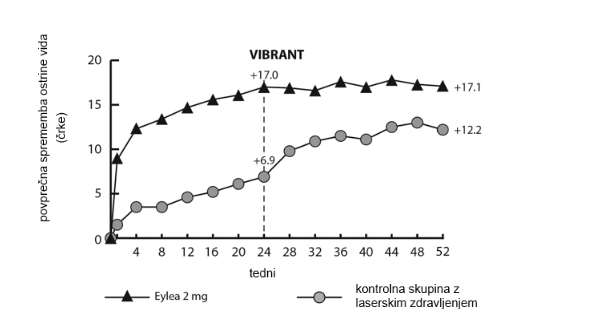 VIBRANT
povprečna sprememba ostrine vida
(črke)
20
15
10
5
0
+17.0
+17.1
+12.2
+6.9
4 8 12 16 20 24 28 32 36 40 44 48 52
tedni
Eylea 2 mg
kontrolna skupina z
laserskim zdravljenjem